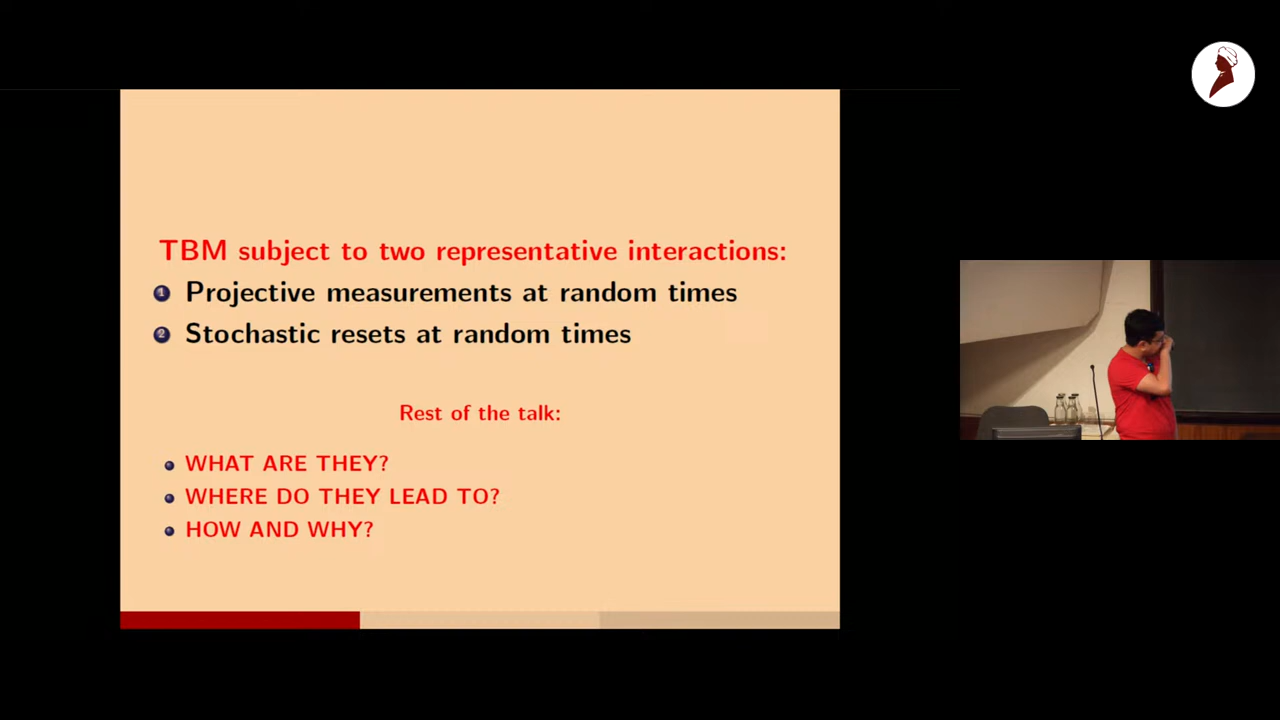 TBM subject to two representative interactions:
1 Projective measurements at random times
2 Stochastic resets at random times
Rest of the talk:
WHAT ARE THEY?
WHERE DO THEY LEAD TO?
HOW AND WHY?